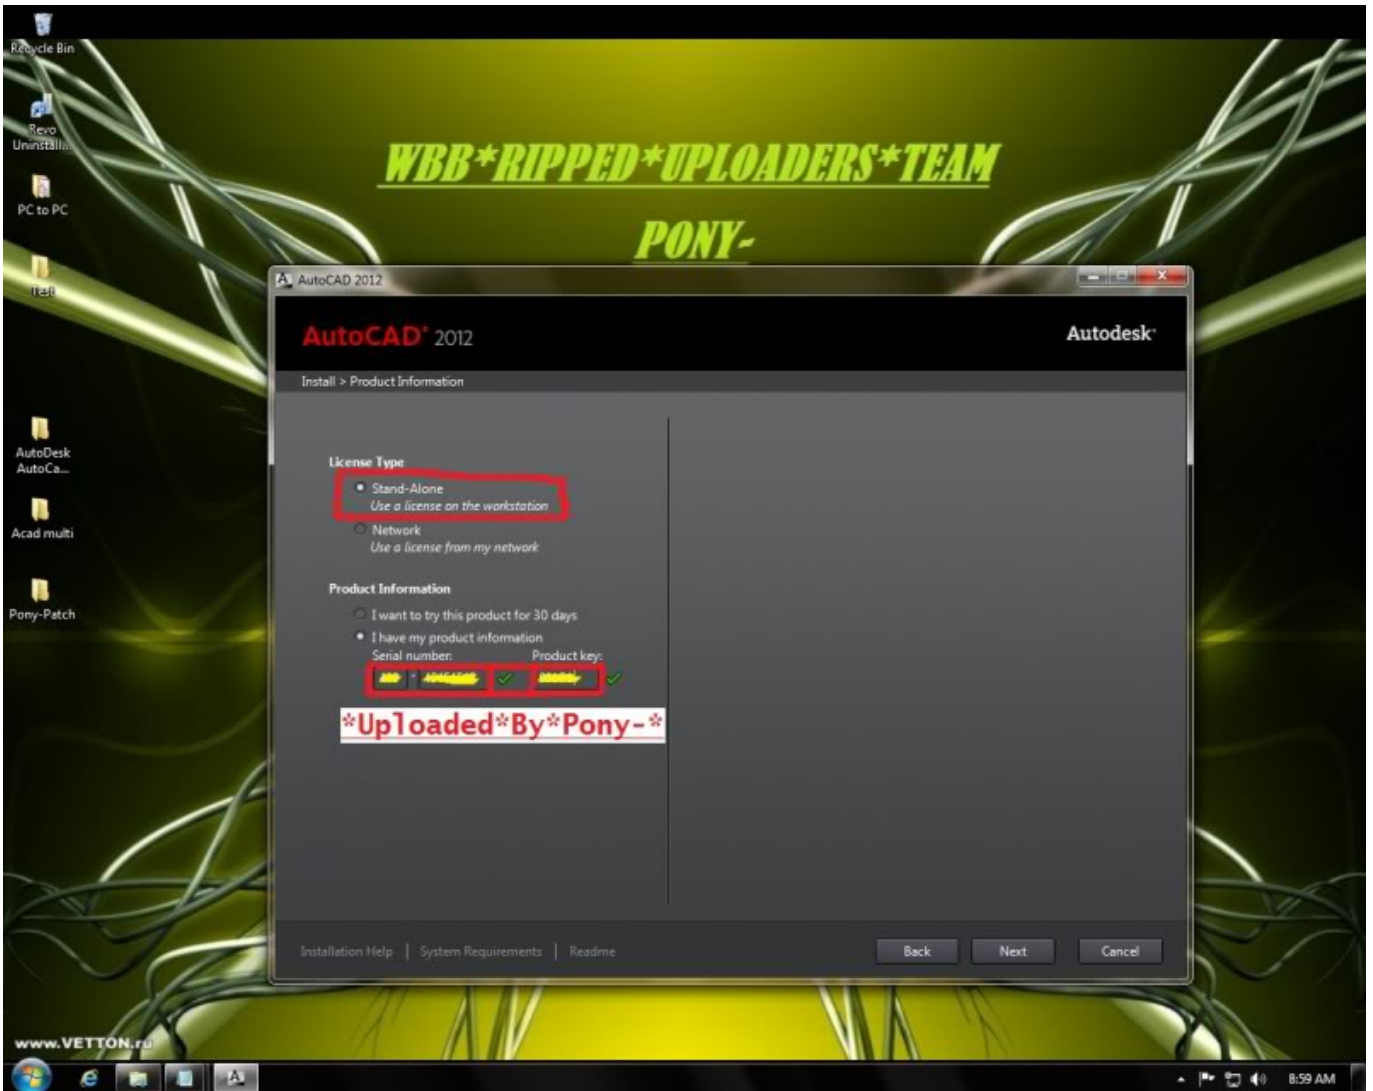 Recycle Bin
Revo
Uninstall...
PC to PC
Test
AutoDesk
AutoCa...
Acad multi
Pony-Patch
WBB*RIPPED*UPLOADERS*TEAM
PONY-
AutoCAD 2012
AutoCAD 2012
Autodesk
Install > Product Information
License Type
Stand-Alone
Use a license on the workstation
Network
Use a license from my network
Product Information
I want to try this product for 30 days
I have my product information
Serial number: Product key:
*Uploaded*By*Pony-*
Installation Help | System Requirements | Readme
Back Next Cancel
www.VETTON.ru
8:59 AM